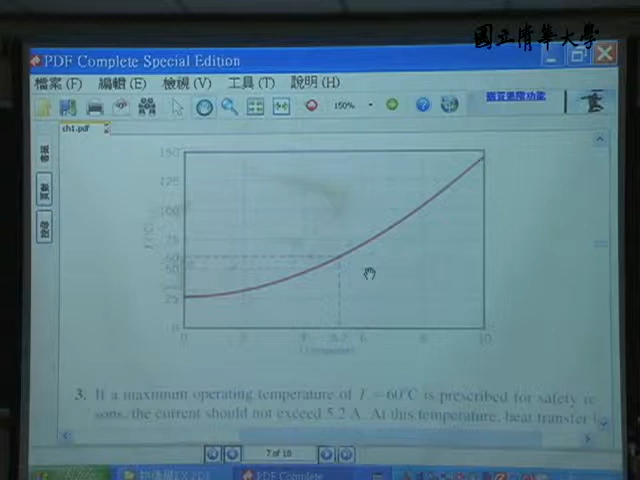 國立清華大學
PDF Complete Special Edition
檔案 (F) 編輯 (E) 檢視 (V) 工具 (T) 說明 (H)
150%
ch1.pdf
150
125
100
75
60
50
25
0
0 2 4 5.2 6 8 10
3. If a maximum operating temperature of T = 60°C is prescribed for safety
sons, the current should not exceed 5.2 A. At this temperature, heat transfer
7 of 18
PDF Complete